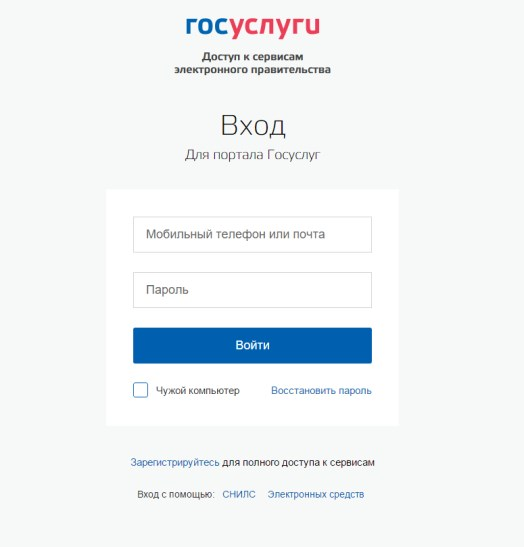 госуслуги
Доступ к сервисам
электронного правительства
Вход
Для портала Госуслуг
Мобильный телефон или почта
Пароль
Войти
Чужой компьютер Восстановить пароль
Зарегистрируйтесь для полного доступа к сервисам
Вход с помощью: СНИЛС Электронных средств